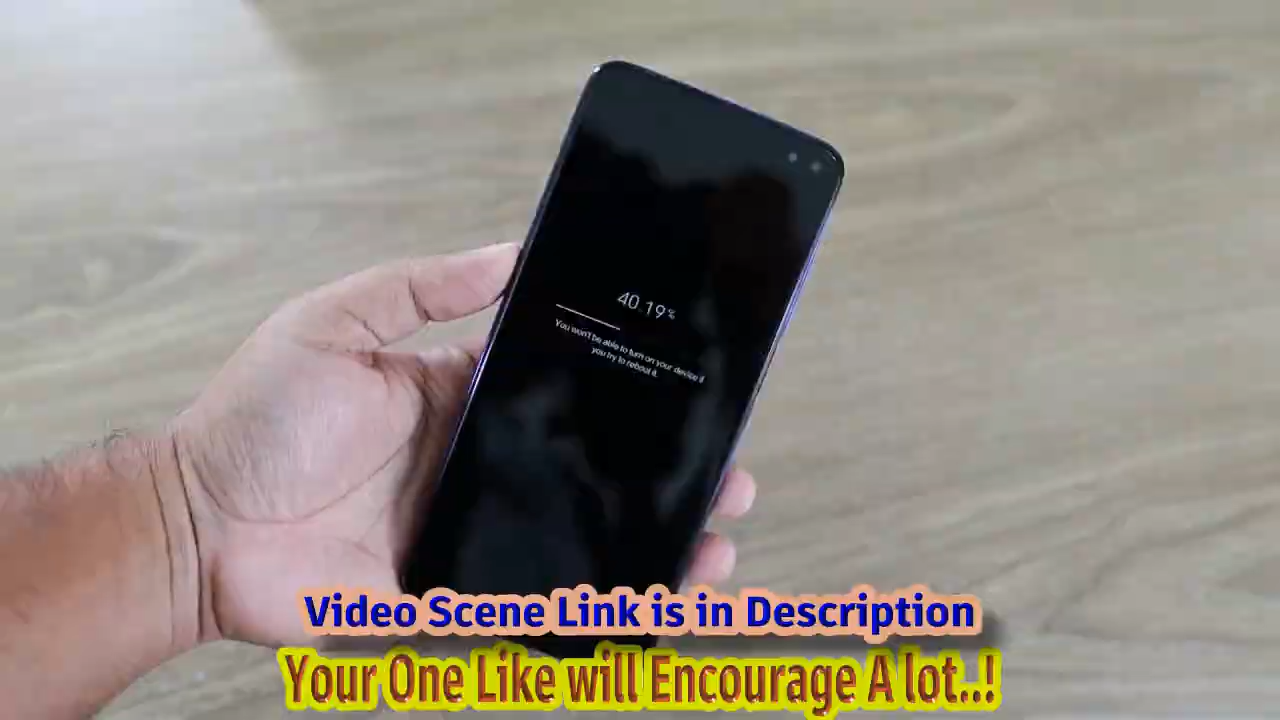 40.19%
You won't be able to turn on your device if
you try to reboot it.
Video Scene Link is in Description
Your One Like will Encourage A lot..!